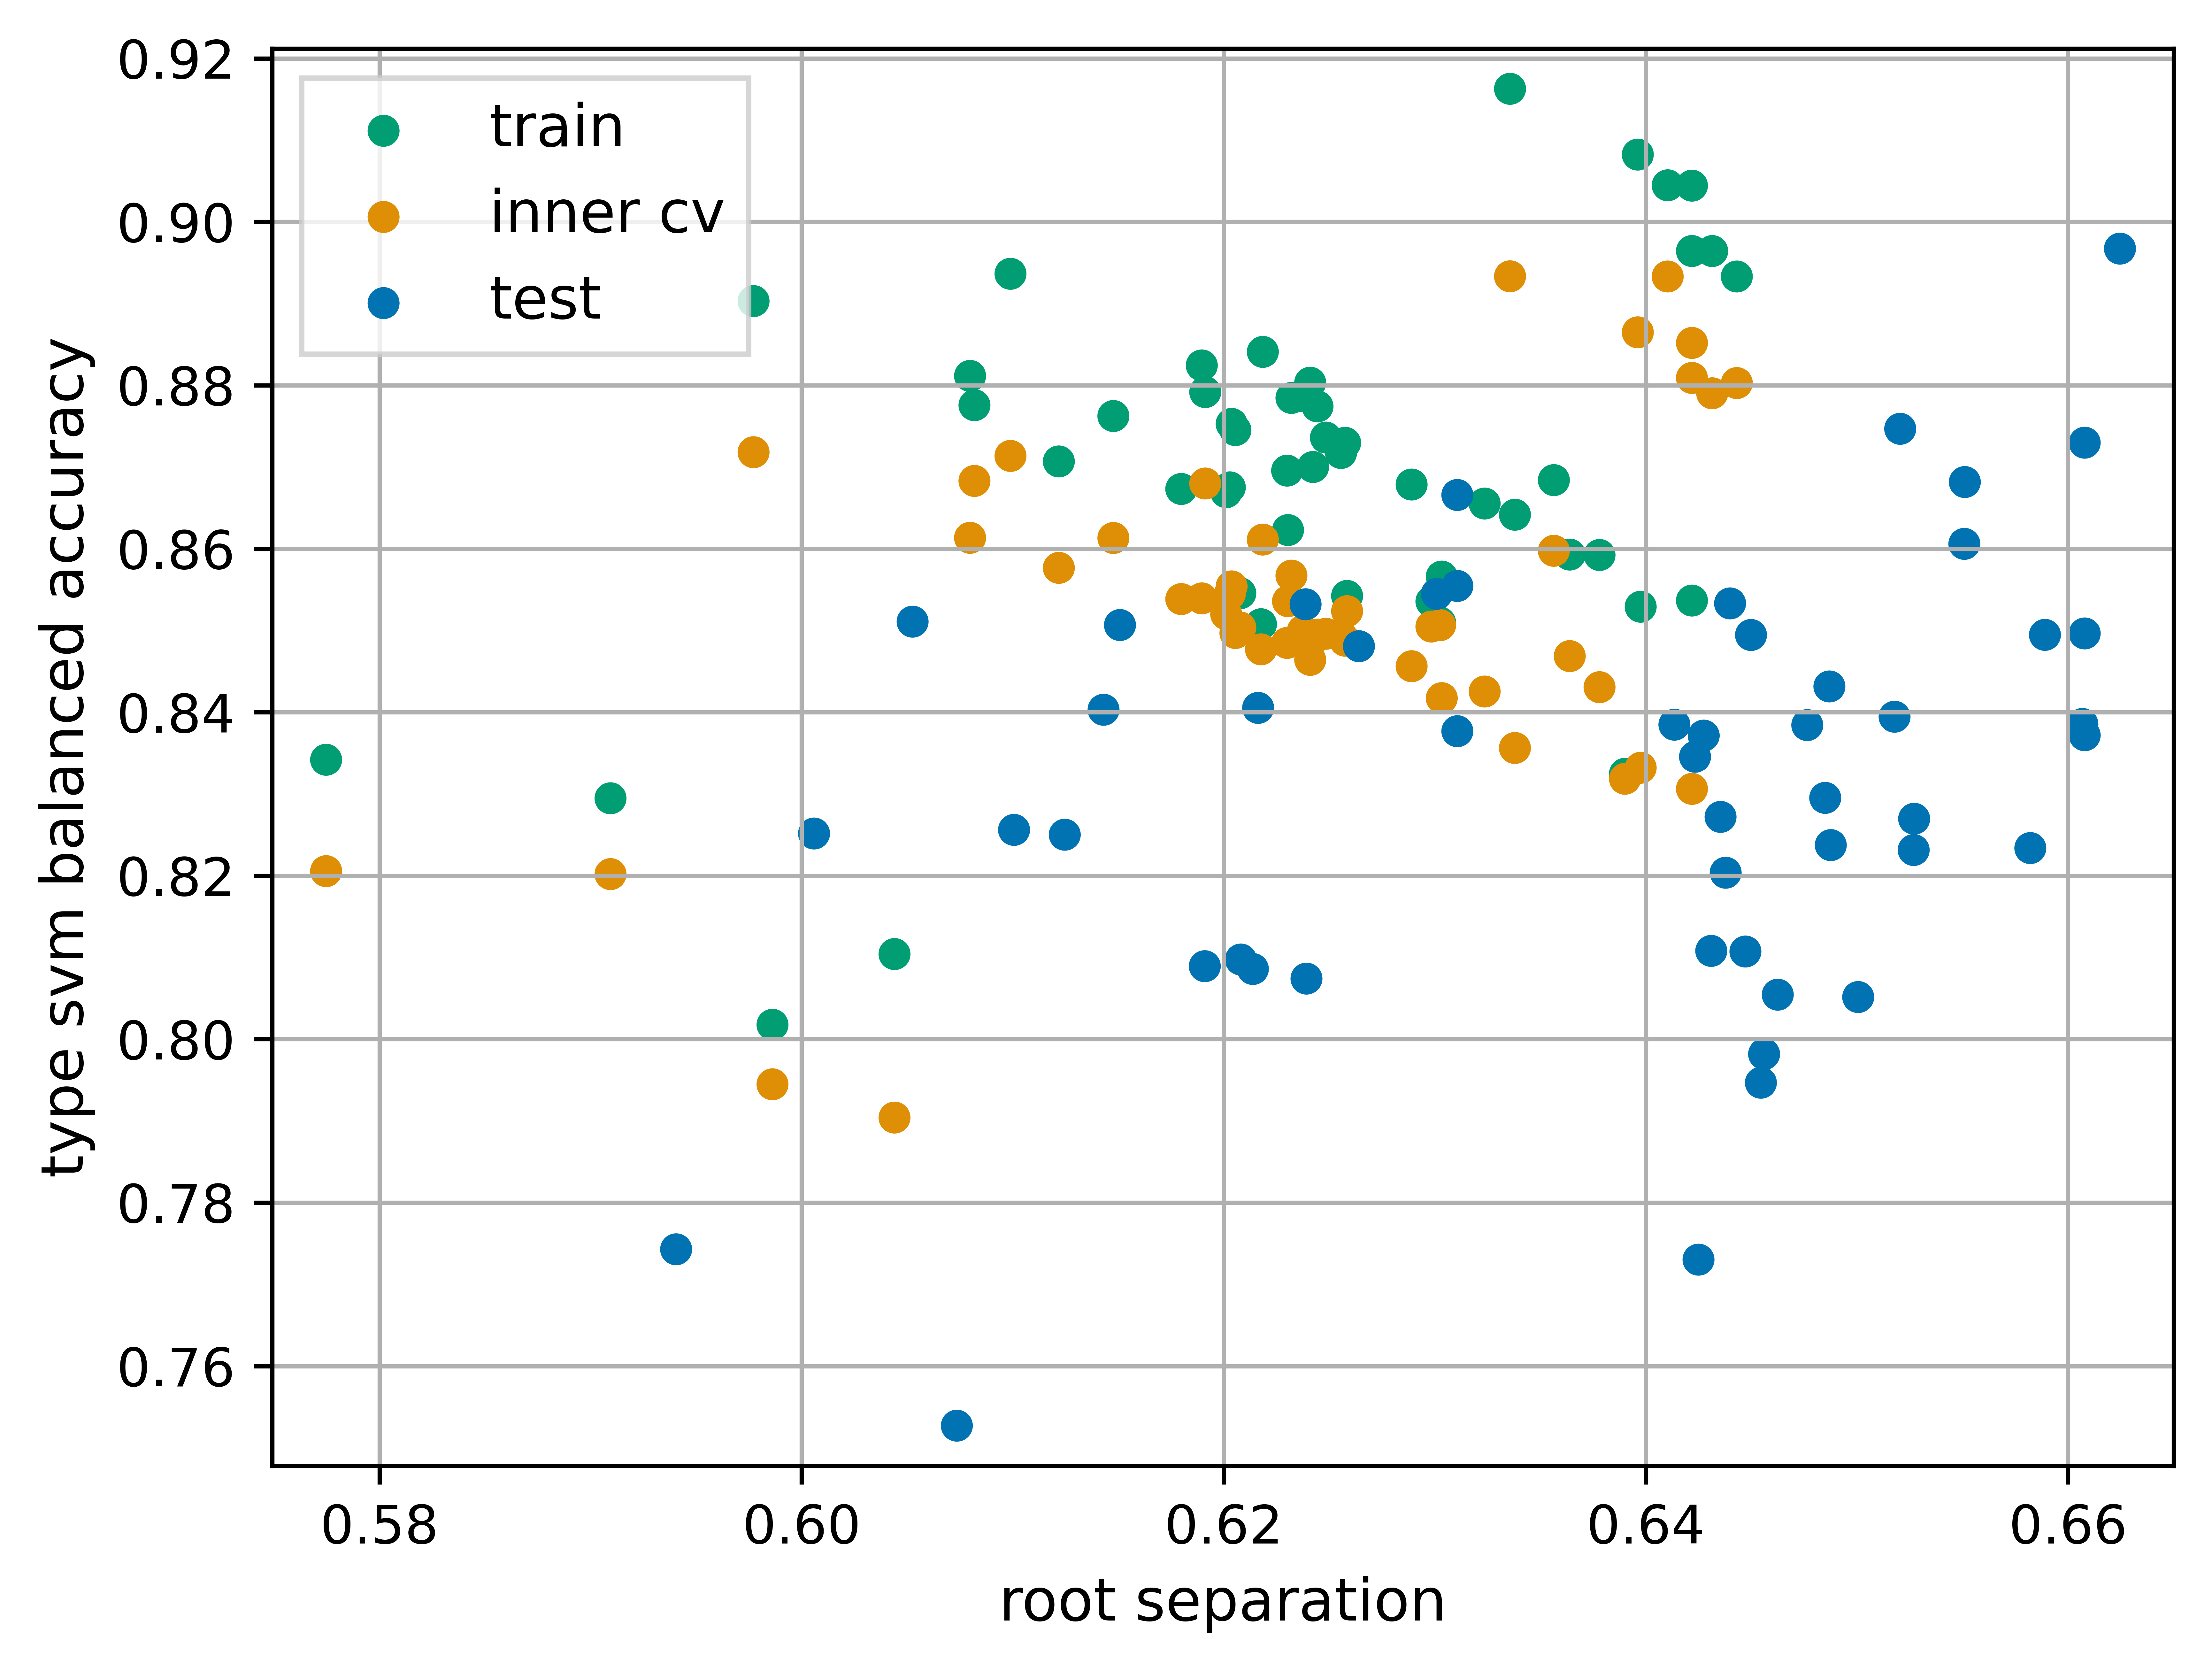 0.92
0.90
0.88
0.86
0.84
0.82
0.80
0.78
0.76
type svm balanced accuracy
train
inner cv
test
0.58 0.60 0.62 0.64 0.66
root separation